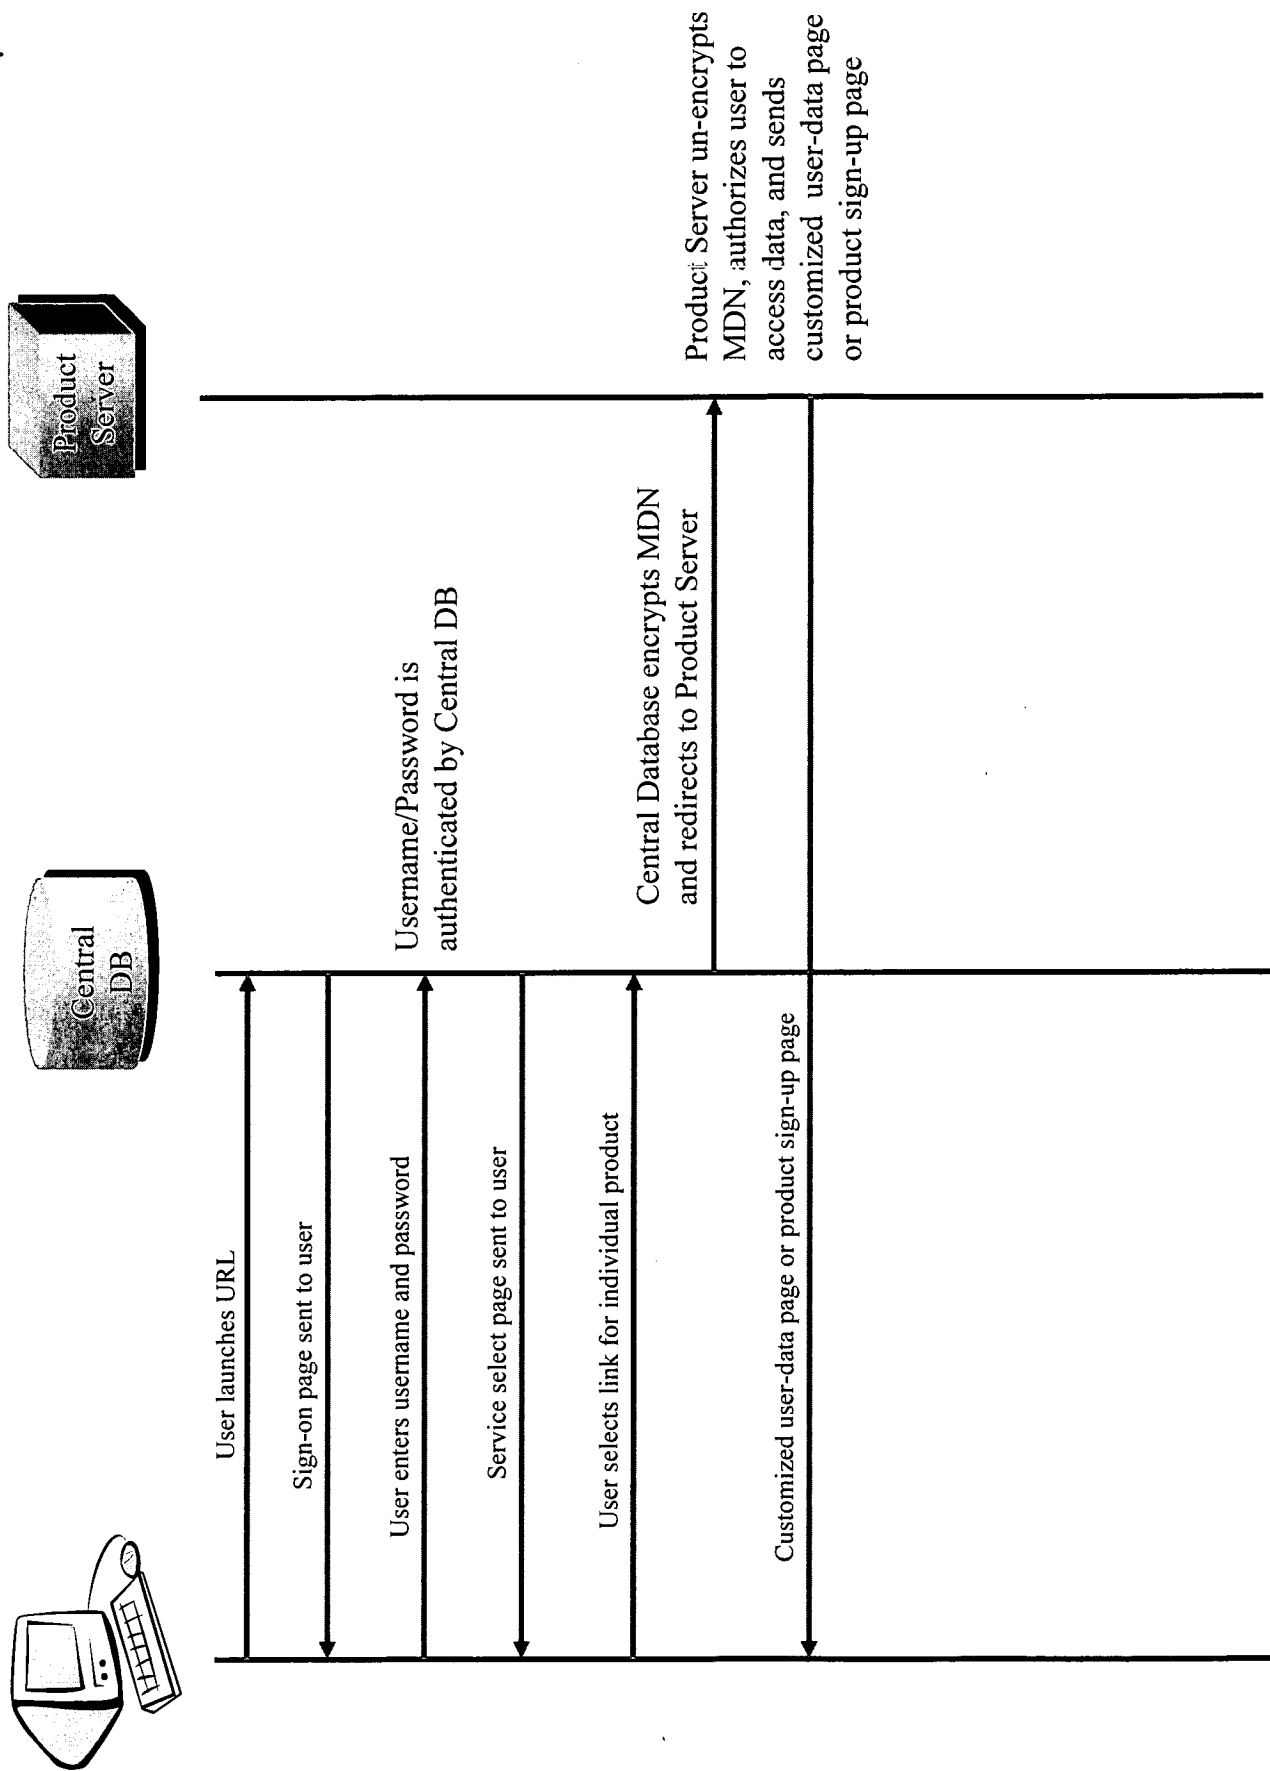 Central
DB
Product
Server
User launches URL
Sign-on page sent to user
User enters username and password
Username/Password is
authenticated by Central DB
Service select page sent to user
User selects link for individual product
Central Database encrypts MDN
and redirects to Product Server
Product Server un-encrypts
MDN, authorizes user to
access data, and sends
customized user-data page
or product sign-up page
Customized user-data page or product sign-up page